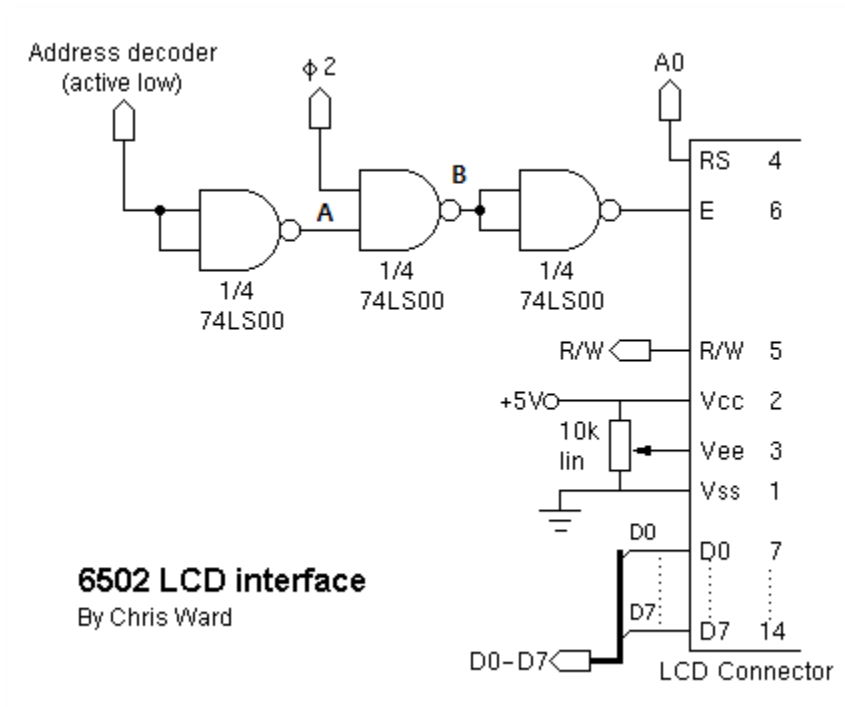 Address decoder
(active low)
ϕ2
A0
A
B
1/4
74LS00
1/4
74LS00
1/4
74LS00
RS 4
E 6
R/W
R/W 5
+5V
Vcc 2
10k
lin
Vee 3
Vss 1
D0
D0 7
D7
D7 14
D0-D7
LCD Connector
6502 LCD interface
By Chris Ward